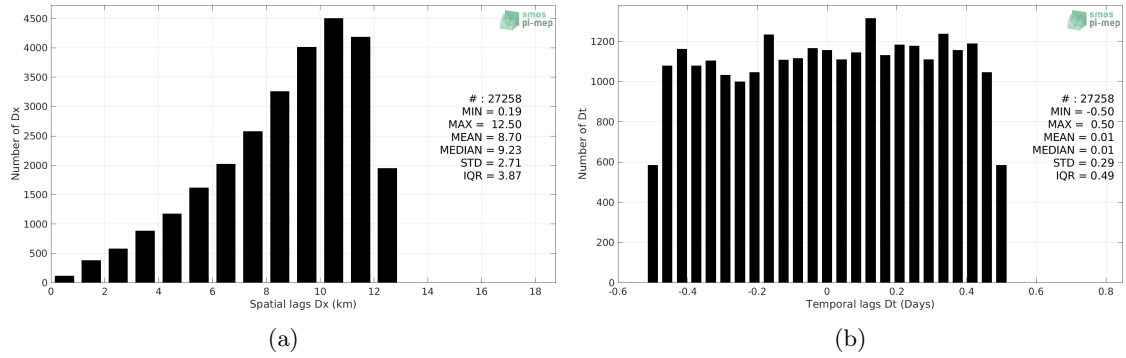 4500
4000
3500
3000
2500
2000
1500
1000
500
0
Number of Dx
smos
pi-mep
# : 27258
MIN = 0.19
MAX = 12.50
MEAN = 8.70
MEDIAN = 9.23
STD = 2.71
IQR = 3.87
0 2 4 6 8 10 12 14 16 18
Spatial lags Dx (km)
(a)
1200
1000
800
600
400
200
0
Number of Dt
smos
pi-mep
# : 27258
MIN = -0.50
MAX = 0.50
MEAN = 0.01
MEDIAN = 0.01
STD = 0.29
IQR = 0.49
-0.6 -0.4 -0.2 0 0.2 0.4 0.6 0.8
Temporal lags Dt (Days)
(b)